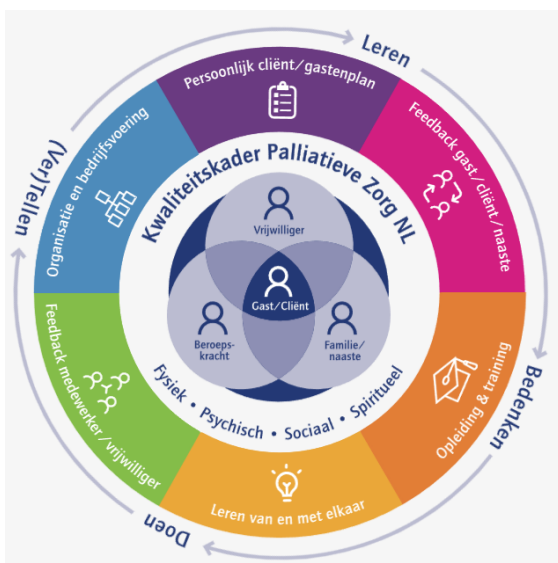 Leren
Bedenken
Doen
(Ver)Tellen
Persoonlijk cliënt/gastenplan
Feedback gast/cliënt/
naaste
Opleiding & training
Leren van en met elkaar
Feedback medewerker/vrijwilliger
Organisatie en bedrijfsvoering
Kwaliteitskader Palliatieve Zorg NL
Vrijwilliger
Gast/Cliënt
Beroeps-
kracht
Familie/
naaste
Fysiek • Psychisch • Sociaal • Spiritueel